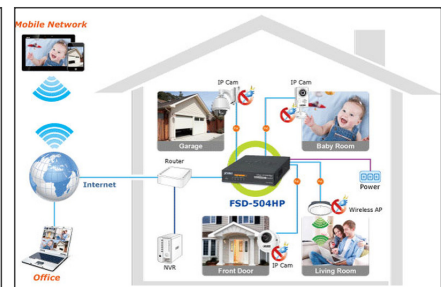 Mobile Network
IP Cam
IP Cam
Garage
Baby Room
Router
Internet
FSD-504HP
Power
Wireless AP
NVR
IP Cam
Front Door
Living Room
Office